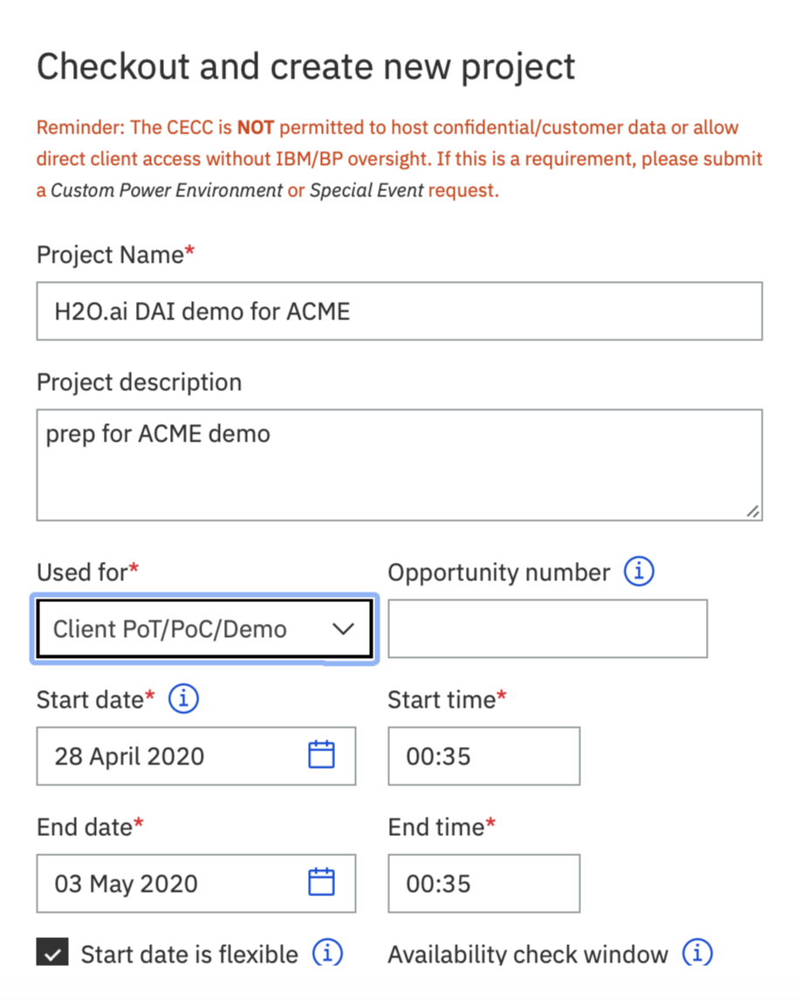 Checkout and create new project
Reminder: The CECC is NOT permitted to host confidential/customer data or allow
direct client access without IBM/BP oversight. If this is a requirement, please submit
a Custom Power Environment or Special Event request.
Project Name*
H2O.ai DAI demo for ACME
Project description
prep for ACME demo
Used for*
Opportunity number
Client PoT/PoC/Demo
Start date*
Start time*
28 April 2020
00:35
End date*
End time*
03 May 2020
00:35
Start date is flexible
Availability check window